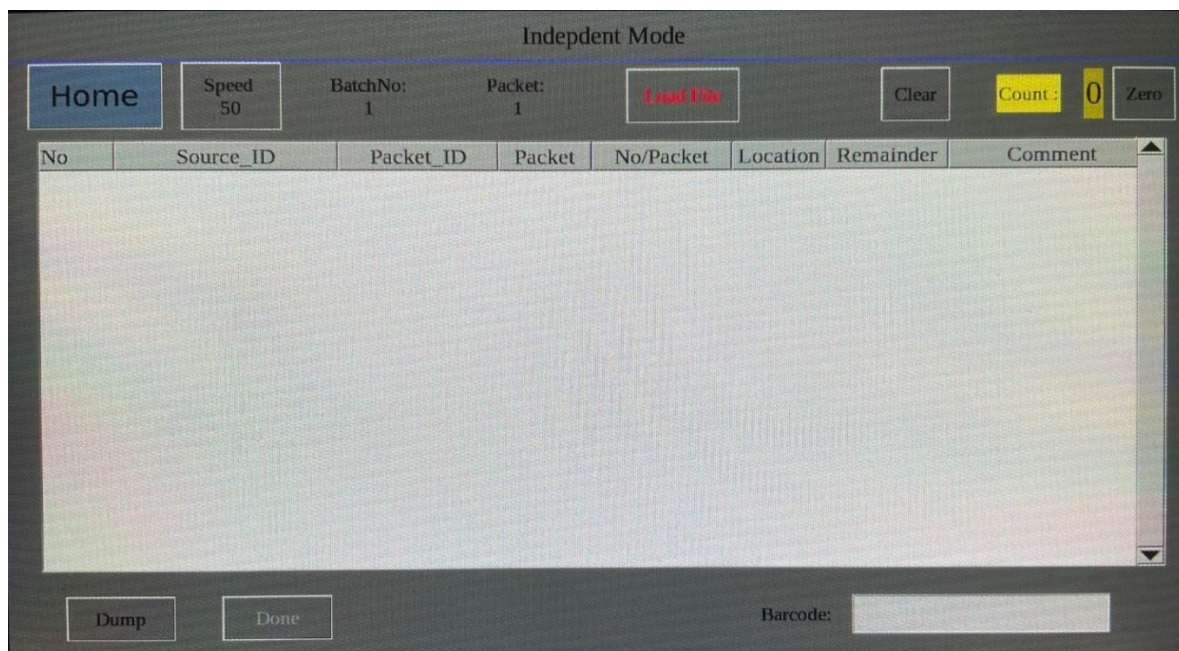 Indepdent Mode
Home
Speed
50
BatchNo:
1
Packet:
1
Load File
Clear
Count :
0
Zero
No Source_ID Packet_ID Packet No/Packet Location Remainder Comment
Dump
Done
Barcode: